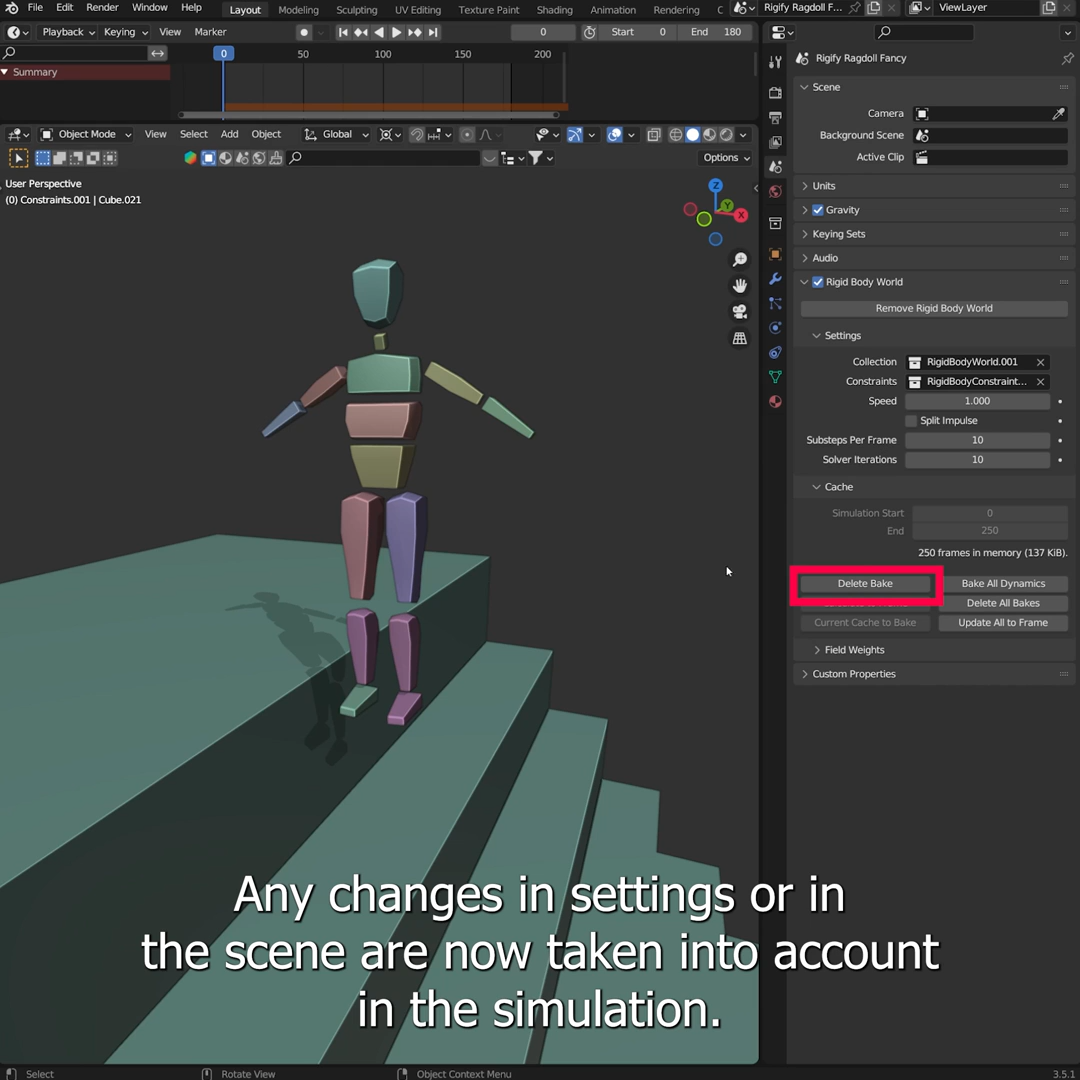 File Edit Render Window Help Layout Modeling Sculpting UV Editing Texture Paint Shading Animation Rendering C Rigify Ragdoll F... ViewLayer
Playback Keying View Marker 0 Start 0 End 180
0 50 100 150 200
Summary
Object Mode View Select Add Object Global
Options
User Perspective
(0) Constraints.001 | Cube.021
Z
Y
X
Rigify Ragdoll Fancy
Scene
Camera
Background Scene
Active Clip
Units
Gravity
Keying Sets
Audio
Rigid Body World
Remove Rigid Body World
Settings
Collection RigidBodyWorld.001
Constraints RigidBodyConstraint...
Speed 1.000
Split Impulse
Substeps Per Frame 10
Solver Iterations 10
Cache
Simulation Start 0
End 250
250 frames in memory (137 KiB).
Delete Bake Bake All Dynamics
Delete All Bakes
Current Cache to Bake Update All to Frame
Field Weights
Custom Properties
Any changes in settings or in
the scene are now taken into account
in the simulation.
Select Rotate View Object Context Menu 3.5.1